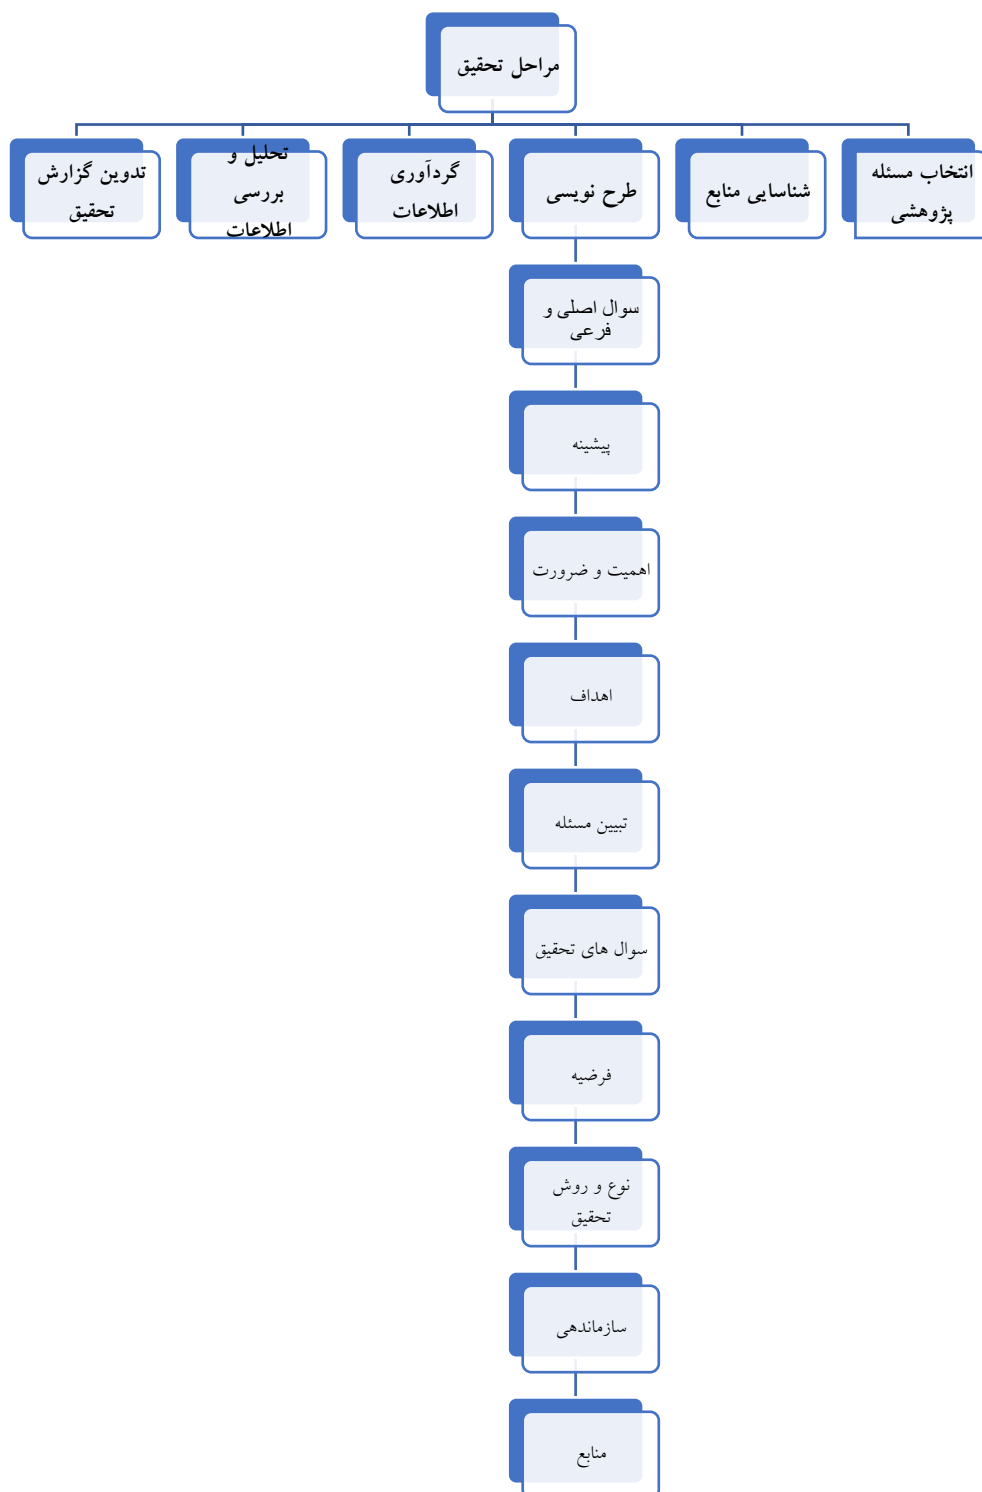 مراحل تحقیق
انتخاب مسئله
پژوهشی
شناسایی منابع
طرح نویسی
گردآوری
اطلاعات
تحلیل و
بررسی
اطلاعات
تدوین گزارش
تحقیق
سوال اصلی و
فرعی
پیشینه
اهمیت و ضرورت
اهداف
تبیین مسئله
سوال های تحقیق
فرضیه
نوع و روش
تحقیق
سازماندهی
منابع